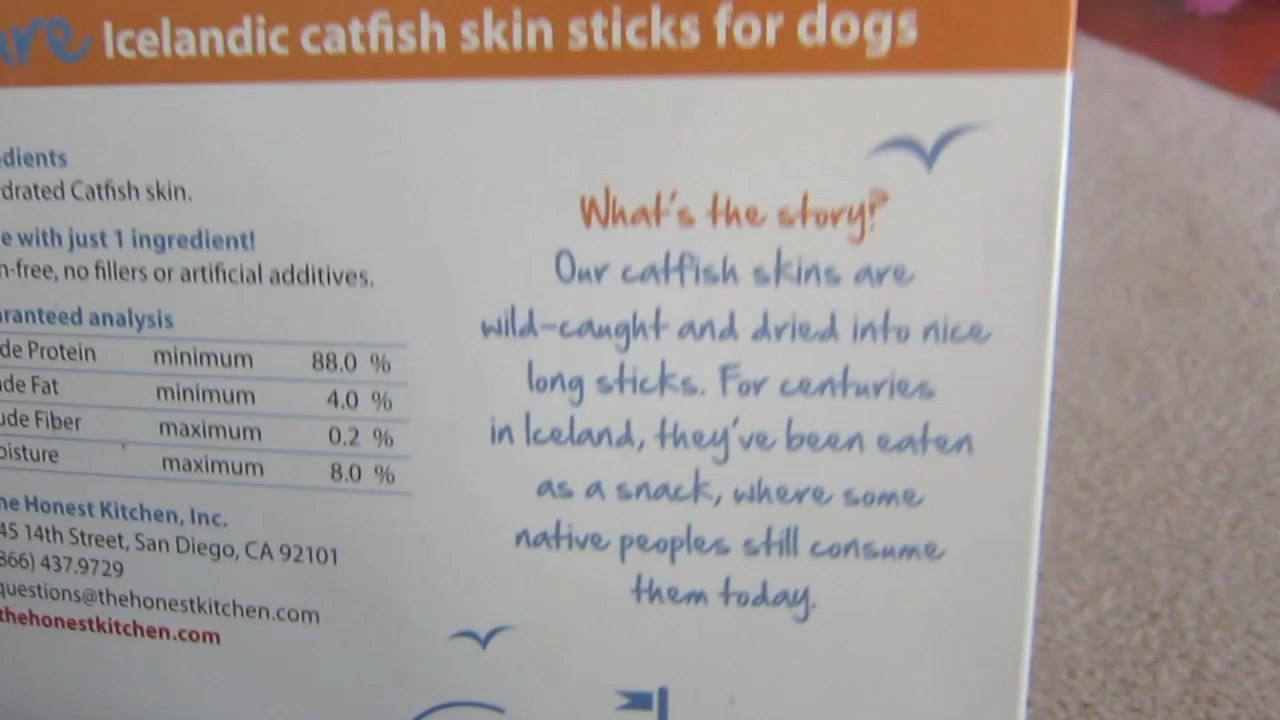 Icelandic catfish skin sticks for dogs
dients
drated Catfish skin.
e with just 1 ingredient!
n-free, no fillers or artificial additives.
ranteed analysis
de Protein minimum 88.0 %
de Fat minimum 4.0 %
ude Fiber maximum 0.2 %
oisture maximum 8.0 %
ne Honest Kitchen, Inc.
45 14th Street, San Diego, CA 92101
866) 437.9729
questions@thehonestkitchen.com
thehonestkitchen.com
What's the story?
Our catfish skins are
wild-caught and dried into nice
long sticks. For centuries
in Iceland, they've been eaten
as a snack, where some
native peoples still consume
them today.